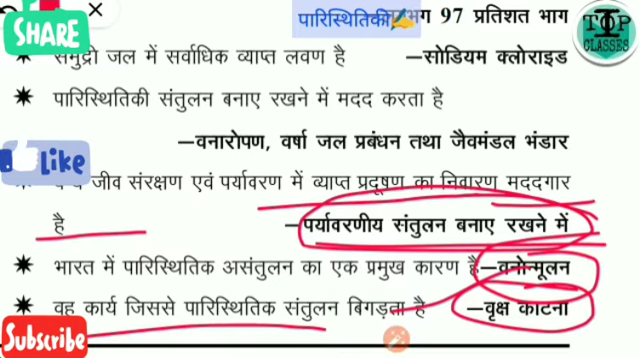 पारिस्थितिकी✍ 97 प्रतिशत भाग
TOP
CLASSES
SHARE
समुद्री जल में सर्वाधिक व्याप्त लवण है —सोडियम क्लोराइड
✷ पारिस्थितिकी संतुलन बनाए रखने में मदद करता है
—वनारोपण, वर्षा जल प्रबंधन तथा जैवमंडल भंडार
Like
जीव संरक्षण एवं पर्यावरण में व्याप्त प्रदूषण का निवारण मददगार
है —पर्यावरणीय संतुलन बनाए रखने में
✷ भारत में पारिस्थितिक असंतुलन का एक प्रमुख कारण है —वनोन्मूलन
✷ वह कार्य जिससे पारिस्थितिक संतुलन बिगड़ता है —वृक्ष काटना
Subscribe